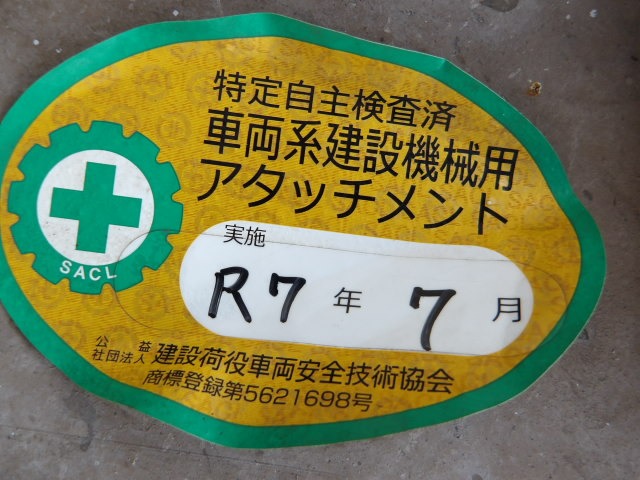 特定自主検査済
車両系建設機械用
アタッチメント
SACL
実施
R7年 7月
公益社団法人 建設荷役車両安全技術協会
商標登録第5621698号